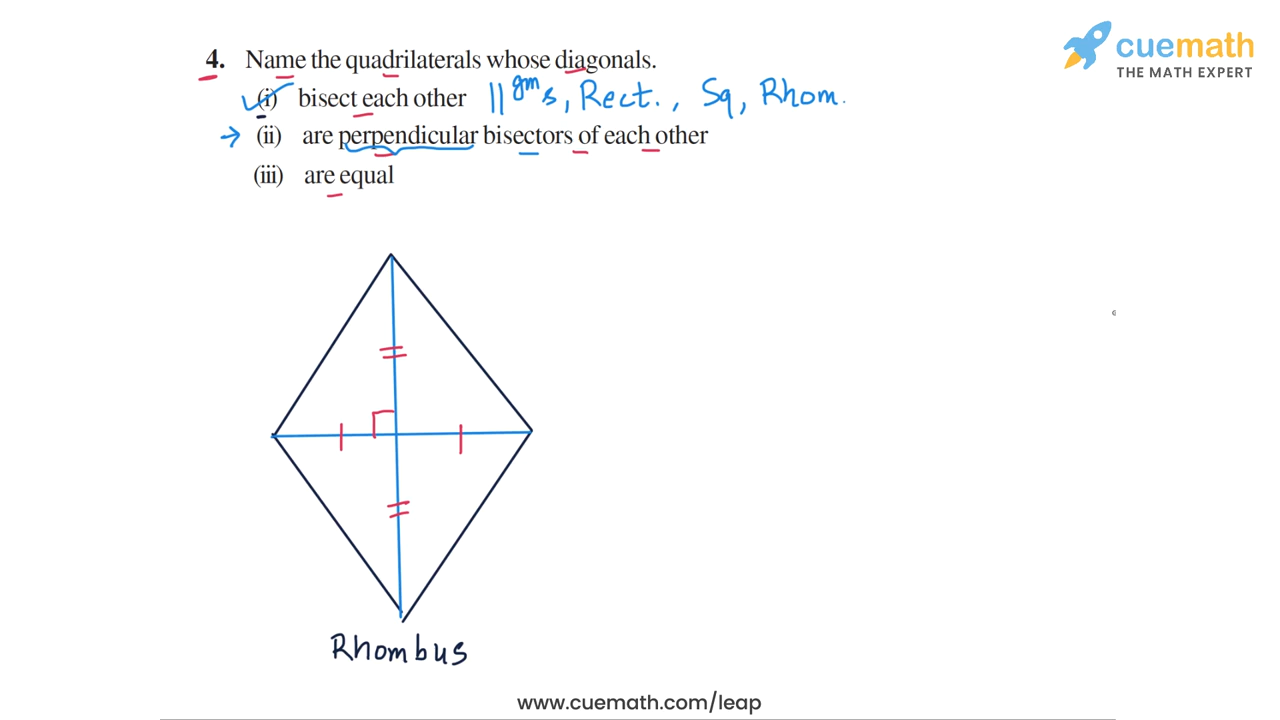 cuemath
THE MATH EXPERT
4. Name the quadrilaterals whose diagonals.
(i) bisect each other ||gms, Rect., Sq, Rhom.
(ii) are perpendicular bisectors of each other
(iii) are equal
Rhombus
www.cuemath.com/leap